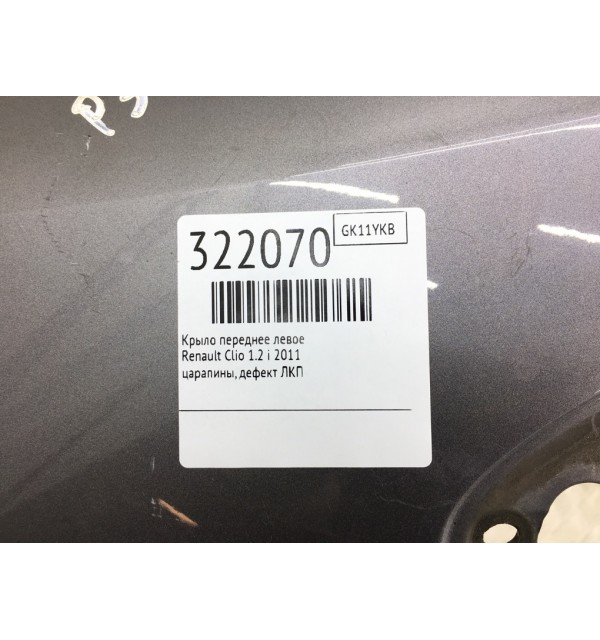 322070
GK11YKB
Крыло переднее левое
Renault Clio 1.2 i 2011
царапины, дефект ЛКП